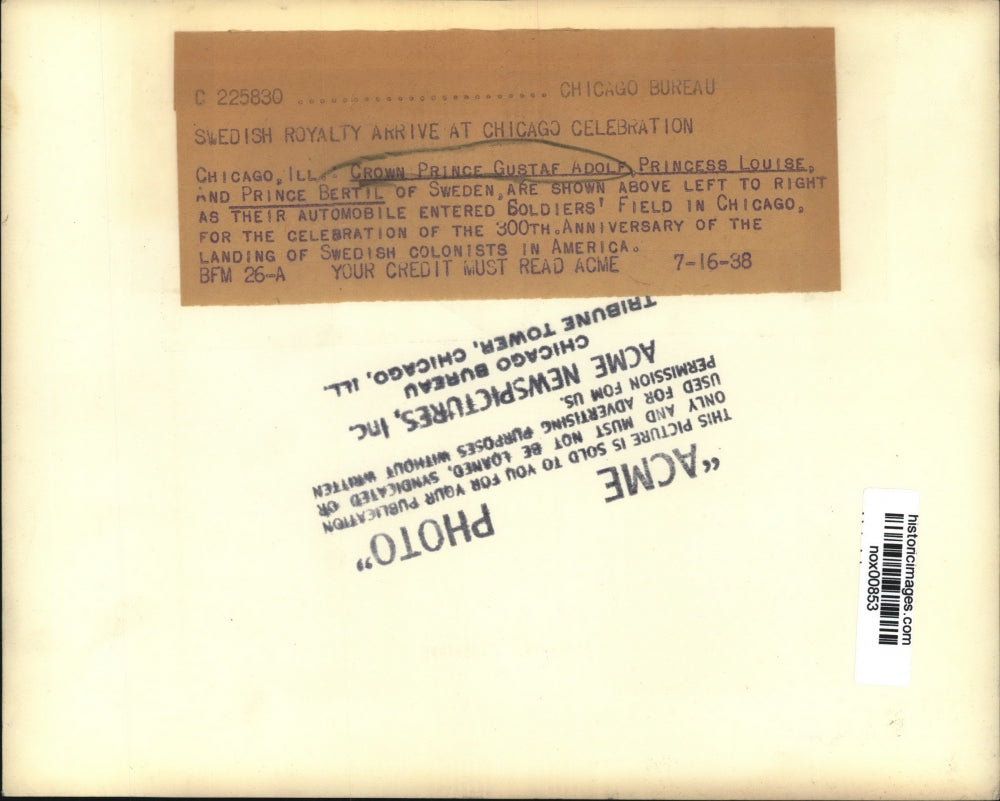 C 225830 ............................ CHICAGO BUREAU
SWEDISH ROYALTY ARRIVE AT CHICAGO CELEBRATION
CHICAGO, ILL.. CROWN PRINCE GUSTAF ADOLF, PRINCESS LOUISE,
AND PRINCE BERTIL OF SWEDEN, ARE SHOWN ABOVE LEFT TO RIGHT
AS THEIR AUTOMOBILE ENTERED SOLDIERS' FIELD IN CHICAGO,
FOR THE CELEBRATION OF THE 300TH. ANNIVERSARY OF THE
LANDING OF SWEDISH COLONISTS IN AMERICA.
BFM 26-A YOUR CREDIT MUST READ ACME 7-16-38
"ACME PHOTO"
THIS PICTURE IS SOLD TO YOU FOR YOUR PUBLICATION
ONLY AND MUST NOT BE LOANED, SYNDICATED OR
USED FOR ADVERTISING PURPOSES WITHOUT WRITTEN
PERMISSION FOM US.
ACME NEWSPICTURES, Inc.
CHICAGO BUREAU
TRIBUNE TOWER, CHICAGO, ILL.
historicimages.com
nox00853